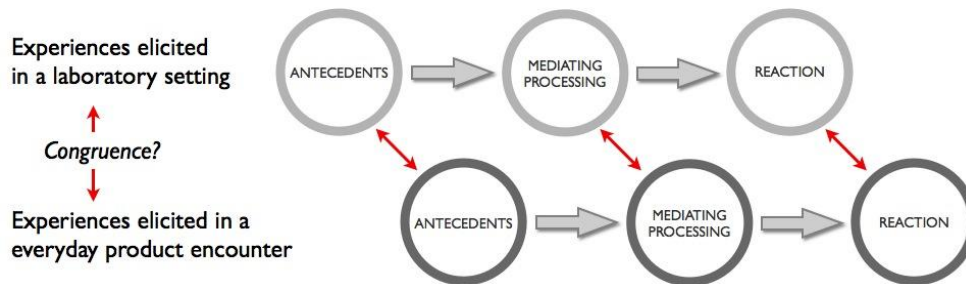 Experiences elicited
in a laboratory setting
Congruence?
Experiences elicited in a
everyday product encounter
ANTECEDENTS
MEDIATING
PROCESSING
REACTION
ANTECEDENTS
MEDIATING
PROCESSING
REACTION